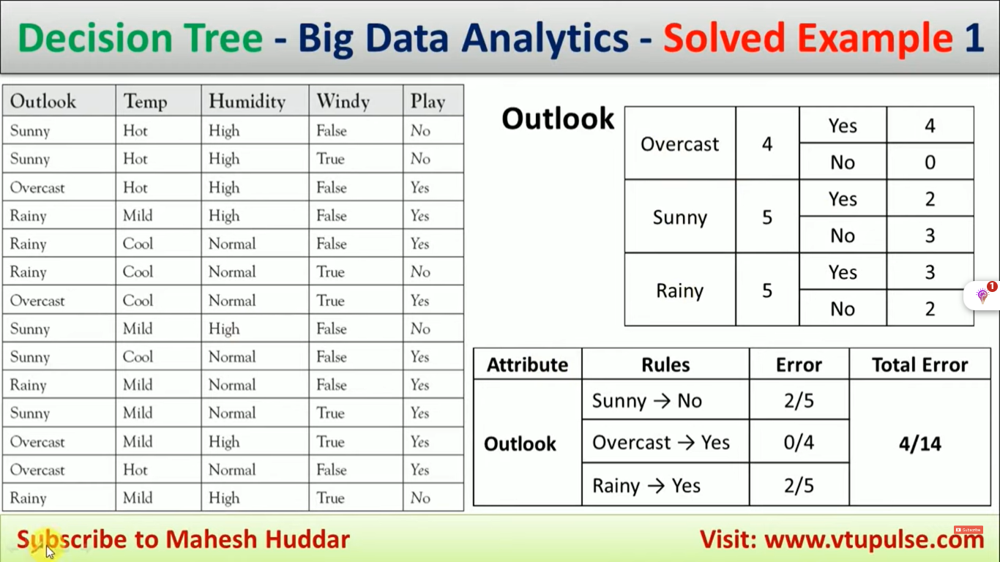 Decision Tree - Big Data Analytics - Solved Example 1
Outlook Temp Humidity Windy Play
Sunny Hot High False No
Sunny Hot High True No
Overcast Hot High False Yes
Rainy Mild High False Yes
Rainy Cool Normal False Yes
Rainy Cool Normal True No
Overcast Cool Normal True Yes
Sunny Mild High False No
Sunny Cool Normal False Yes
Rainy Mild Normal False Yes
Sunny Mild Normal True Yes
Overcast Mild High True Yes
Overcast Hot Normal False Yes
Rainy Mild High True No
Outlook
Overcast 4 Yes 4
No 0
Sunny 5 Yes 2
No 3
Rainy 5 Yes 3
No 2
1
Attribute Rules Error Total Error
Outlook
Sunny → No 2/5
Overcast → Yes 0/4
Rainy → Yes 2/5
4/14
Subscribe to Mahesh Huddar
Subscribe
Visit: www.vtupulse.com